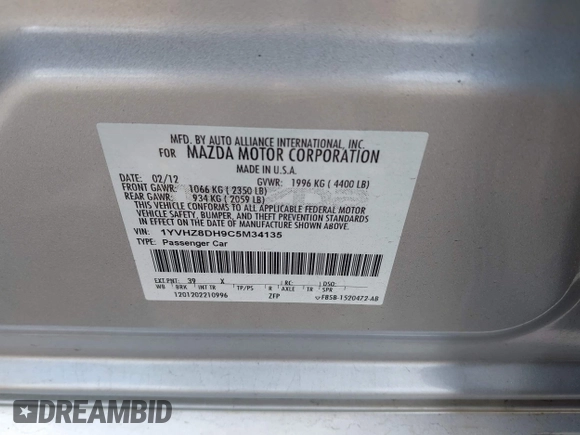 MFD. BY AUTO ALLIANCE INTERNATIONAL, INC.
FOR MAZDA MOTOR CORPORATION
MADE IN U.S.A.
DATE: 02/12 GVWR: 1996 KG ( 4400 LB)
FRONT GAWR: 1066 KG ( 2350 LB)
REAR GAWR: 934 KG ( 2059 LB)
THIS VEHICLE CONFORMS TO ALL APPLICABLE FEDERAL MOTOR
VEHICLE SAFETY, BUMPER, AND THEFT PREVENTION STANDARDS
IN EFFECT ON THE DATE OF MANUFACTURE SHOWN ABOVE.
VIN: 1YVHZ8DH9C5M34135
TYPE: Passenger Car
EXT PNT: 39 X RC: DSO:
WB BRK INT TR TP/PS R AXLE TR SPR
1201202210996 ZFP FBSB-1520472-AB
DREAMBID